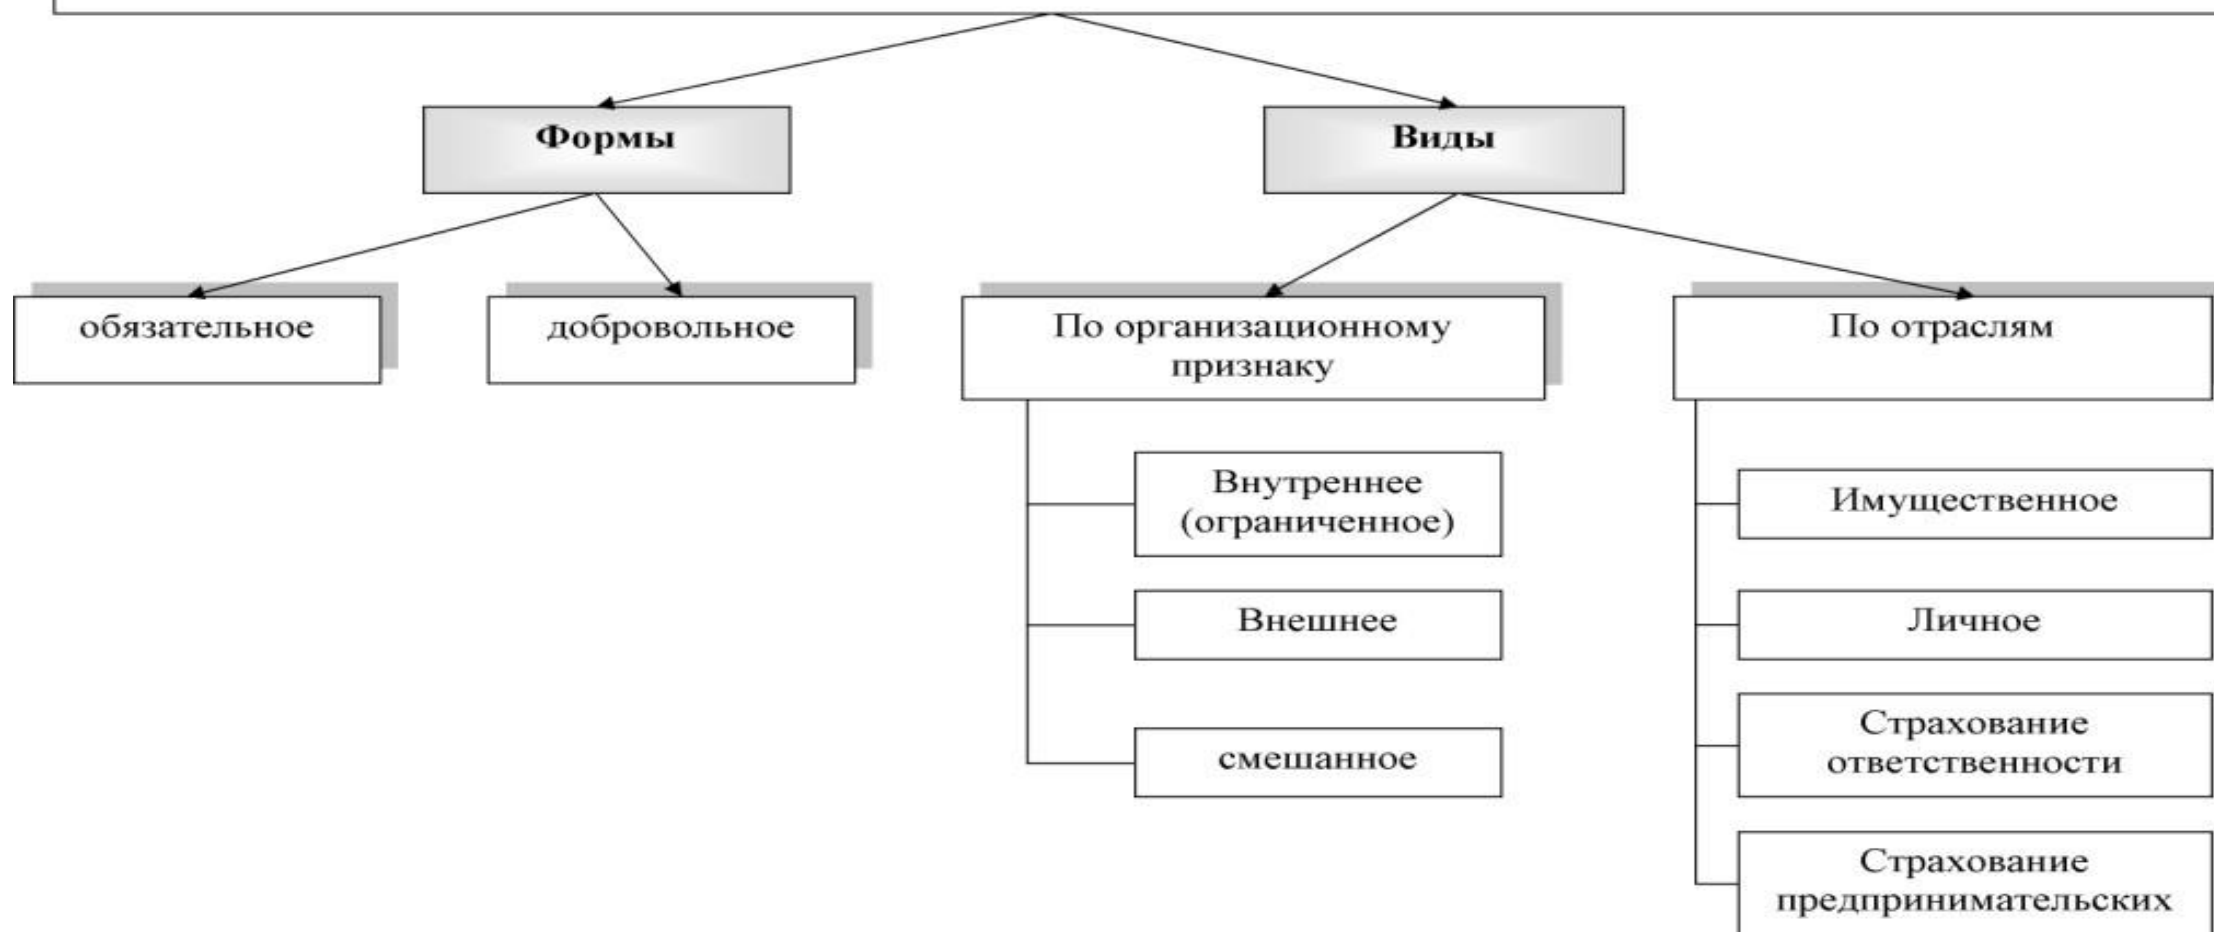 Формы
Виды
обязательное
добровольное
По организационному
признаку
По отраслям
Внутреннее
(ограниченное)
Внешнее
смешанное
Имущественное
Личное
Страхование
ответственности
Страхование
предпринимательских